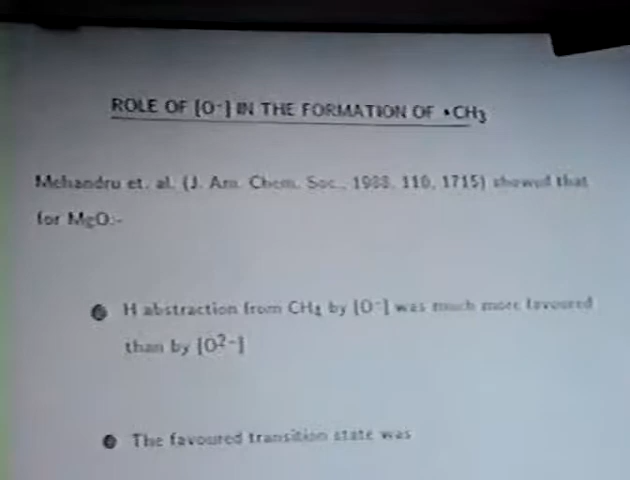 ROLE OF [O⁻] IN THE FORMATION OF •CH₃
Mehandru et. al. (J. Am. Chem. Soc., 1988, 110, 1715) showed that
for MgO:-
H abstraction from CH₄ by [O⁻] was much more favoured
than by [O²⁻]
The favoured transition state was